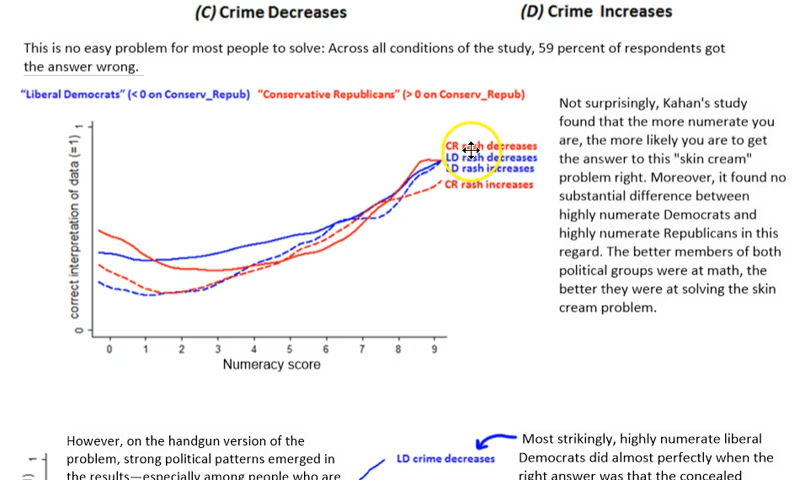 (C) Crime Decreases
(D) Crime Increases
This is no easy problem for most people to solve: Across all conditions of the study, 59 percent of respondents got
the answer wrong.
"Liberal Democrats" (< 0 on Conserv_Repub) "Conservative Republicans" (> 0 on Conserv_Repub)
correct interpretation of data (=1)
1
0
CR rash decreases
LD rash decreases
LD rash increases
CR rash increases
0 1 2 3 4 5 6 7 8 9
Numeracy score
Not surprisingly, Kahan's study
found that the more numerate you
are, the more likely you are to get
the answer to this "skin cream"
problem right. Moreover, it found no
substantial difference between
highly numerate Democrats and
highly numerate Republicans in this
regard. The better members of both
political groups were at math, the
better they were at solving the skin
cream problem.
However, on the handgun version of the
problem, strong political patterns emerged in
the results—especially among people who are
1
LD crime decreases
Most strikingly, highly numerate liberal
Democrats did almost perfectly when the
right answer was that the concealed